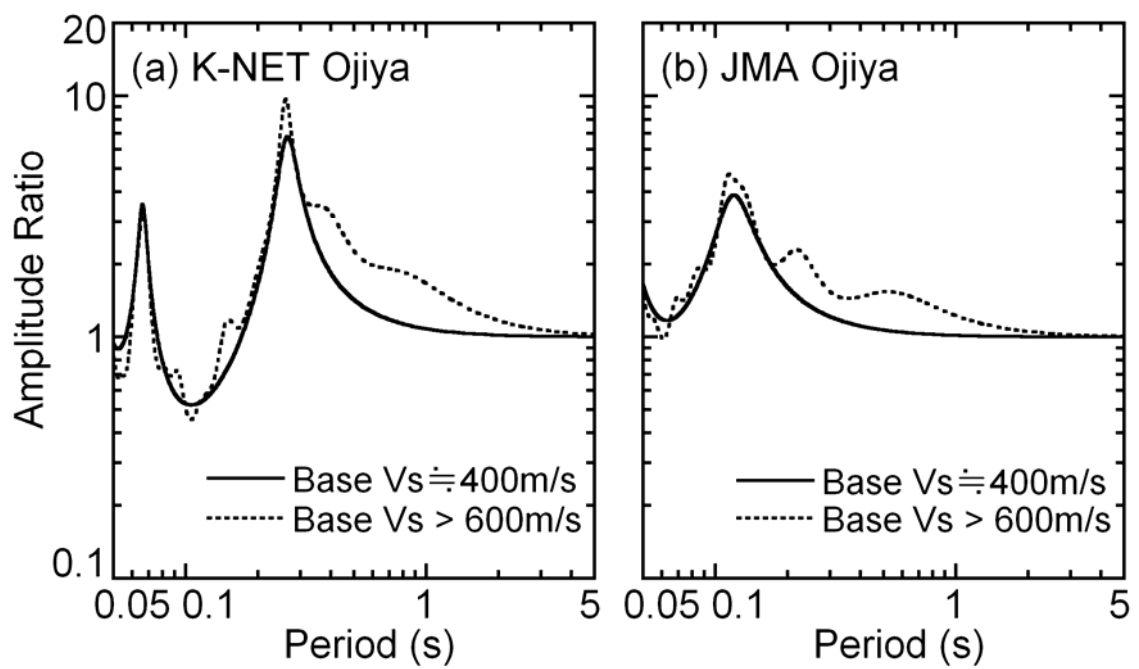 20
10
1
0.1
Amplitude Ratio
(a) K-NET Ojiya
Base Vs≒400m/s
Base Vs > 600m/s
0.05 0.1 1 5
Period (s)
(b) JMA Ojiya
Base Vs≒400m/s
Base Vs > 600m/s
0.05 0.1 1 5
Period (s)